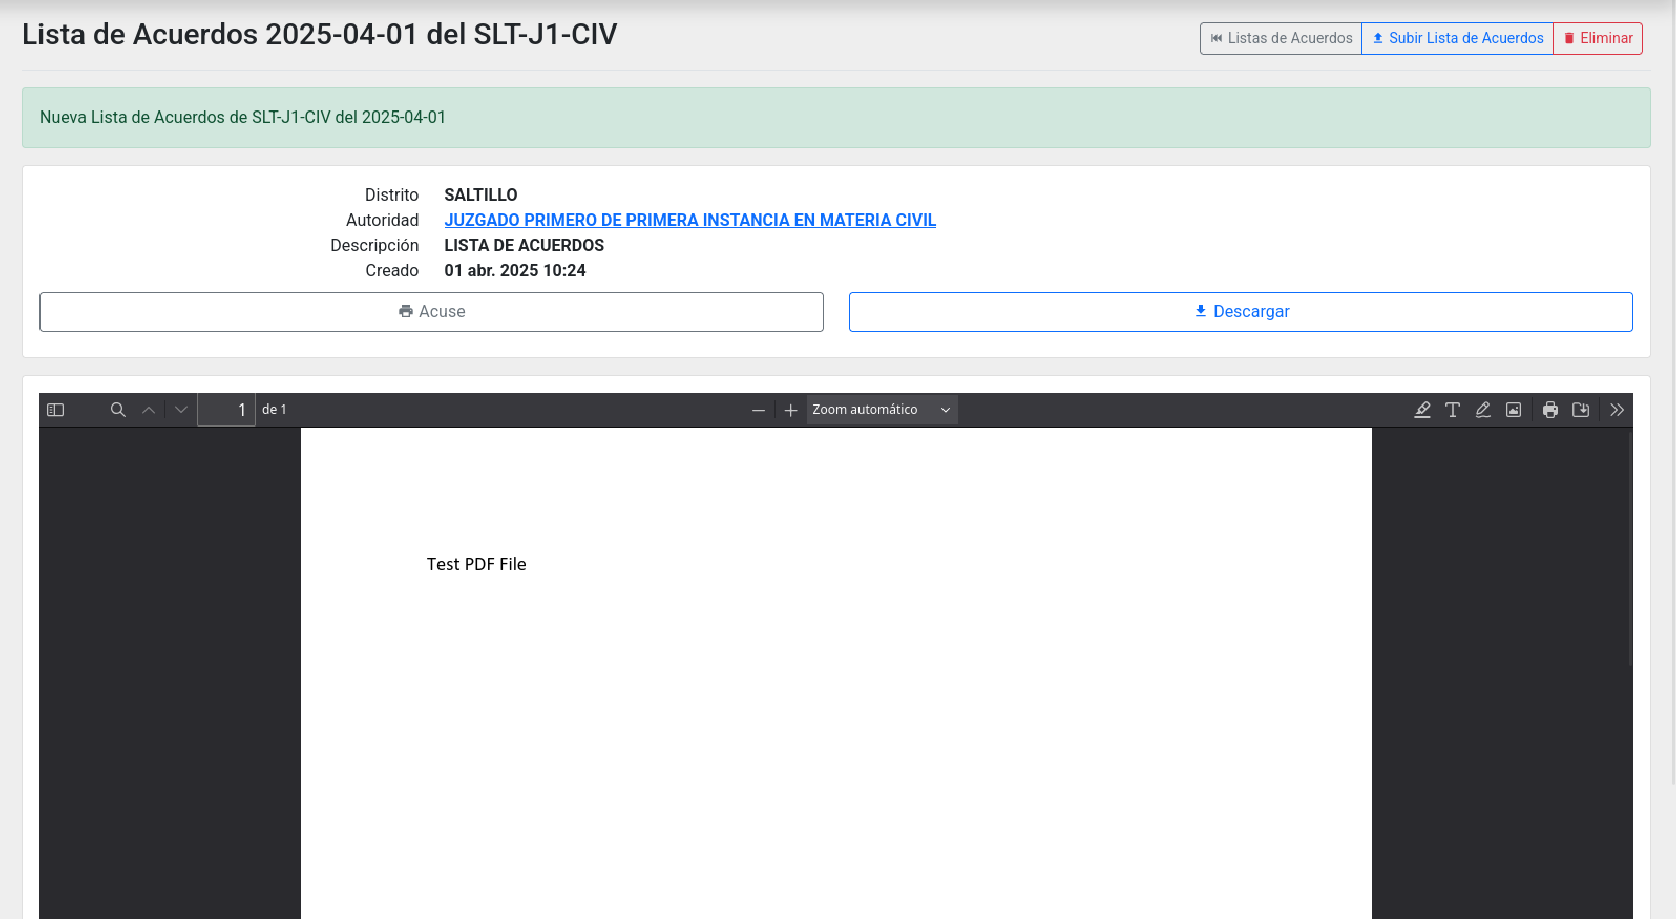 Lista de Acuerdos 2025-04-01 del SLT-J1-CIV
Listas de Acuerdos
Subir Lista de Acuerdos
Eliminar
Nueva Lista de Acuerdos de SLT-J1-CIV del 2025-04-01
Distrito SALTILLO
Autoridad JUZGADO PRIMERO DE PRIMERA INSTANCIA EN MATERIA CIVIL
Descripción LISTA DE ACUERDOS
Creado 01 abr. 2025 10:24
Acuse
Descargar
1 de 1
Zoom automático
Test PDF File